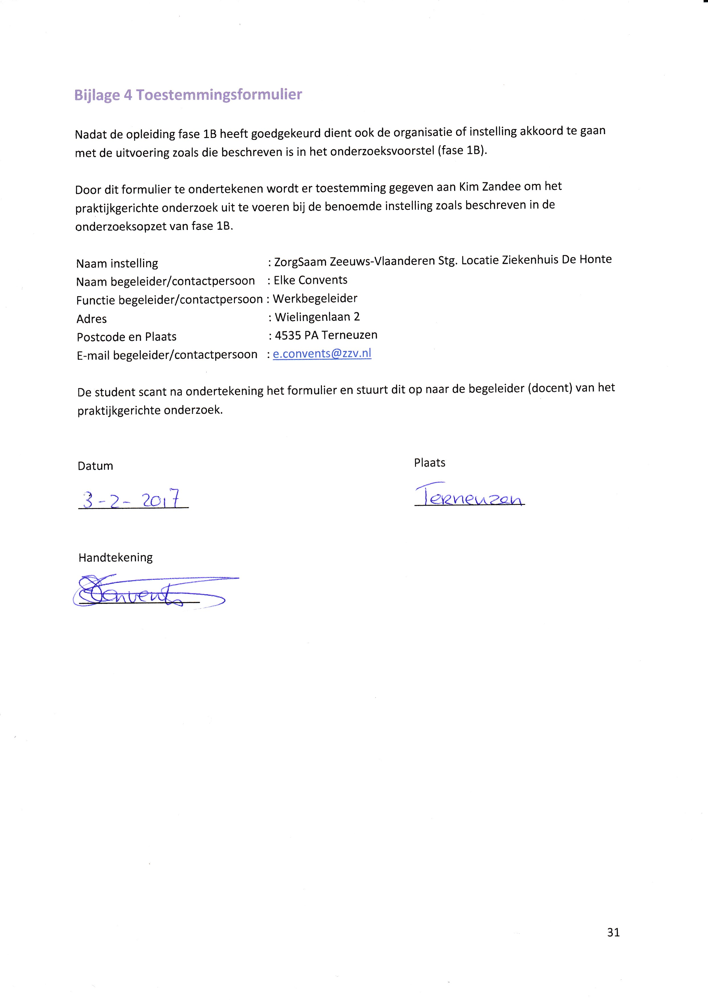 Bijlage 4 Toestemmingsformulier
Nadat de opleiding fase 1B heeft goedgekeurd dient ook de organisatie of instelling akkoord te gaan
met de uitvoering zoals die beschreven is in het onderzoeksvoorstel (fase 1B).
Door dit formulier te ondertekenen wordt er toestemming gegeven aan Kim Zandee om het
praktijkgerichte onderzoek uit te voeren bij de benoemde instelling zoals beschreven in de
onderzoeksopzet van fase 1B.
Naam instelling : ZorgSaam Zeeuws-Vlaanderen Stg. Locatie Ziekenhuis De Honte
Naam begeleider/contactpersoon : Elke Convents
Functie begeleider/contactpersoon : Werkbegeleider
Adres : Wielingenlaan 2
Postcode en Plaats : 4535 PA Terneuzen
E-mail begeleider/contactpersoon : e.convents@zzv.nl
De student scant na ondertekening het formulier en stuurt dit op naar de begeleider (docent) van het
praktijkgerichte onderzoek.
Datum Plaats
3-2-2017 Terneuzen
Handtekening
Convents
31